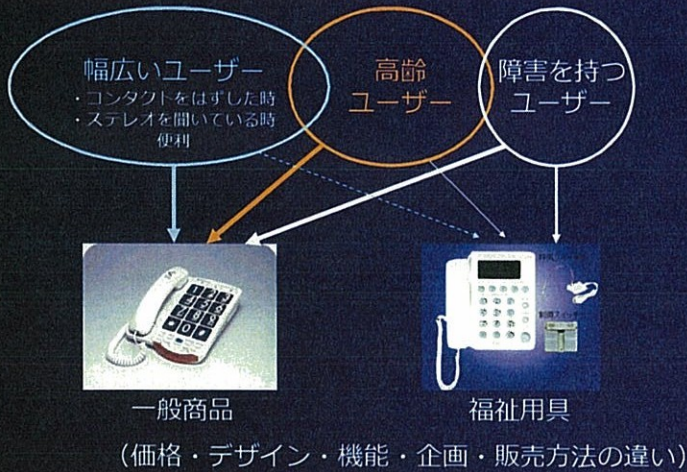 幅広いユーザー
・コンタクトをはずした時
・ステレオを聞いている時
便利
高齢
ユーザー
障害を持つ
ユーザー
一般商品
福祉用具
(価格・デザイン・機能・企画・販売方法の違い)